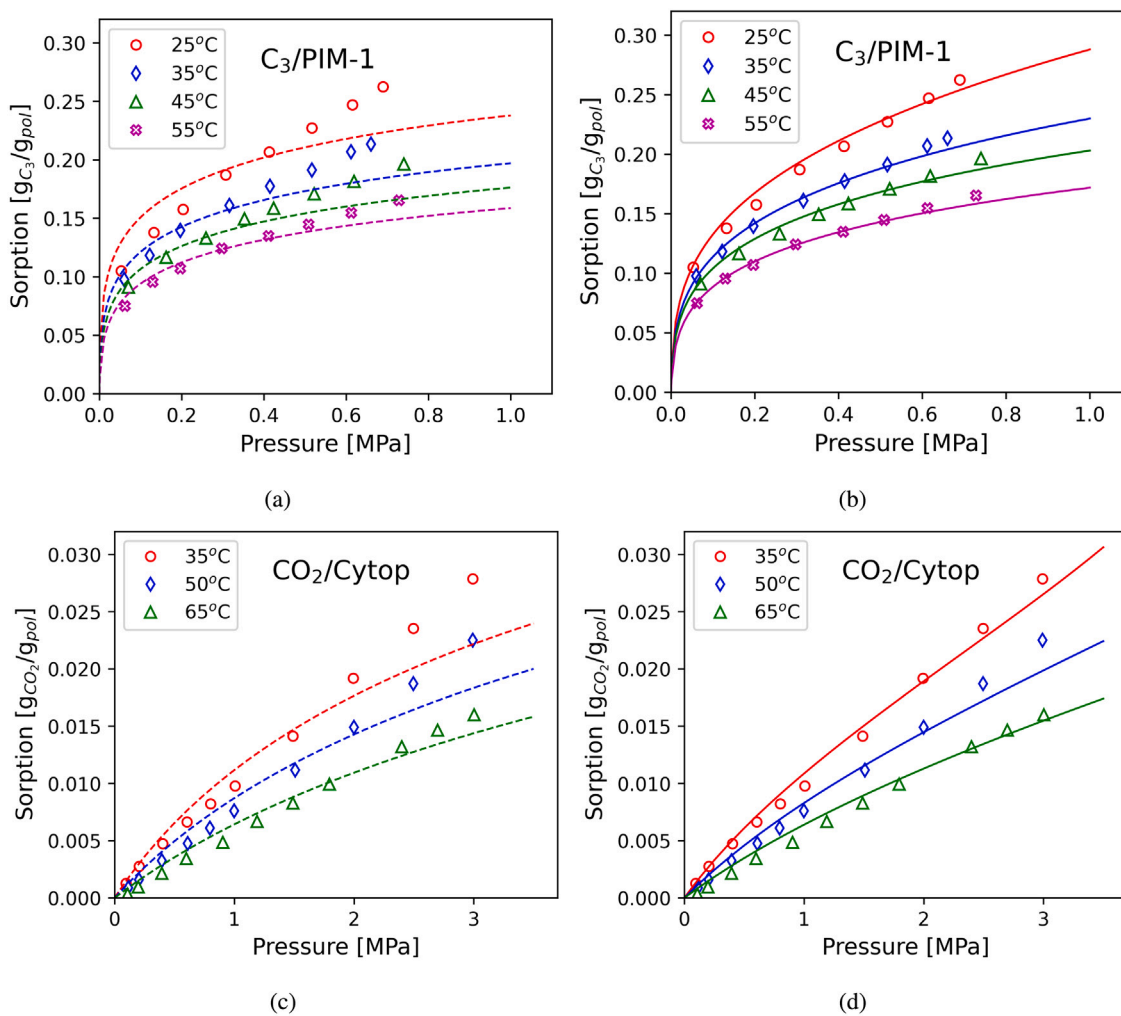 C3/PIM-1
25°C
35°C
45°C
55°C
0.30
0.25
0.20
0.15
0.10
0.05
0.00
Sorption [gC3/gpol]
0.0 0.2 0.4 0.6 0.8 1.0
Pressure [MPa]
(a)
C3/PIM-1
25°C
35°C
45°C
55°C
0.30
0.25
0.20
0.15
0.10
0.05
0.00
Sorption [gC3/gpol]
0.0 0.2 0.4 0.6 0.8 1.0
Pressure [MPa]
(b)
CO2/Cytop
35°C
50°C
65°C
0.030
0.025
0.020
0.015
0.010
0.005
0.000
Sorption [gCO2/gpol]
0 1 2 3
Pressure [MPa]
(c)
CO2/Cytop
35°C
50°C
65°C
0.030
0.025
0.020
0.015
0.010
0.005
0.000
Sorption [gCO2/gpol]
0 1 2 3
Pressure [MPa]
(d)